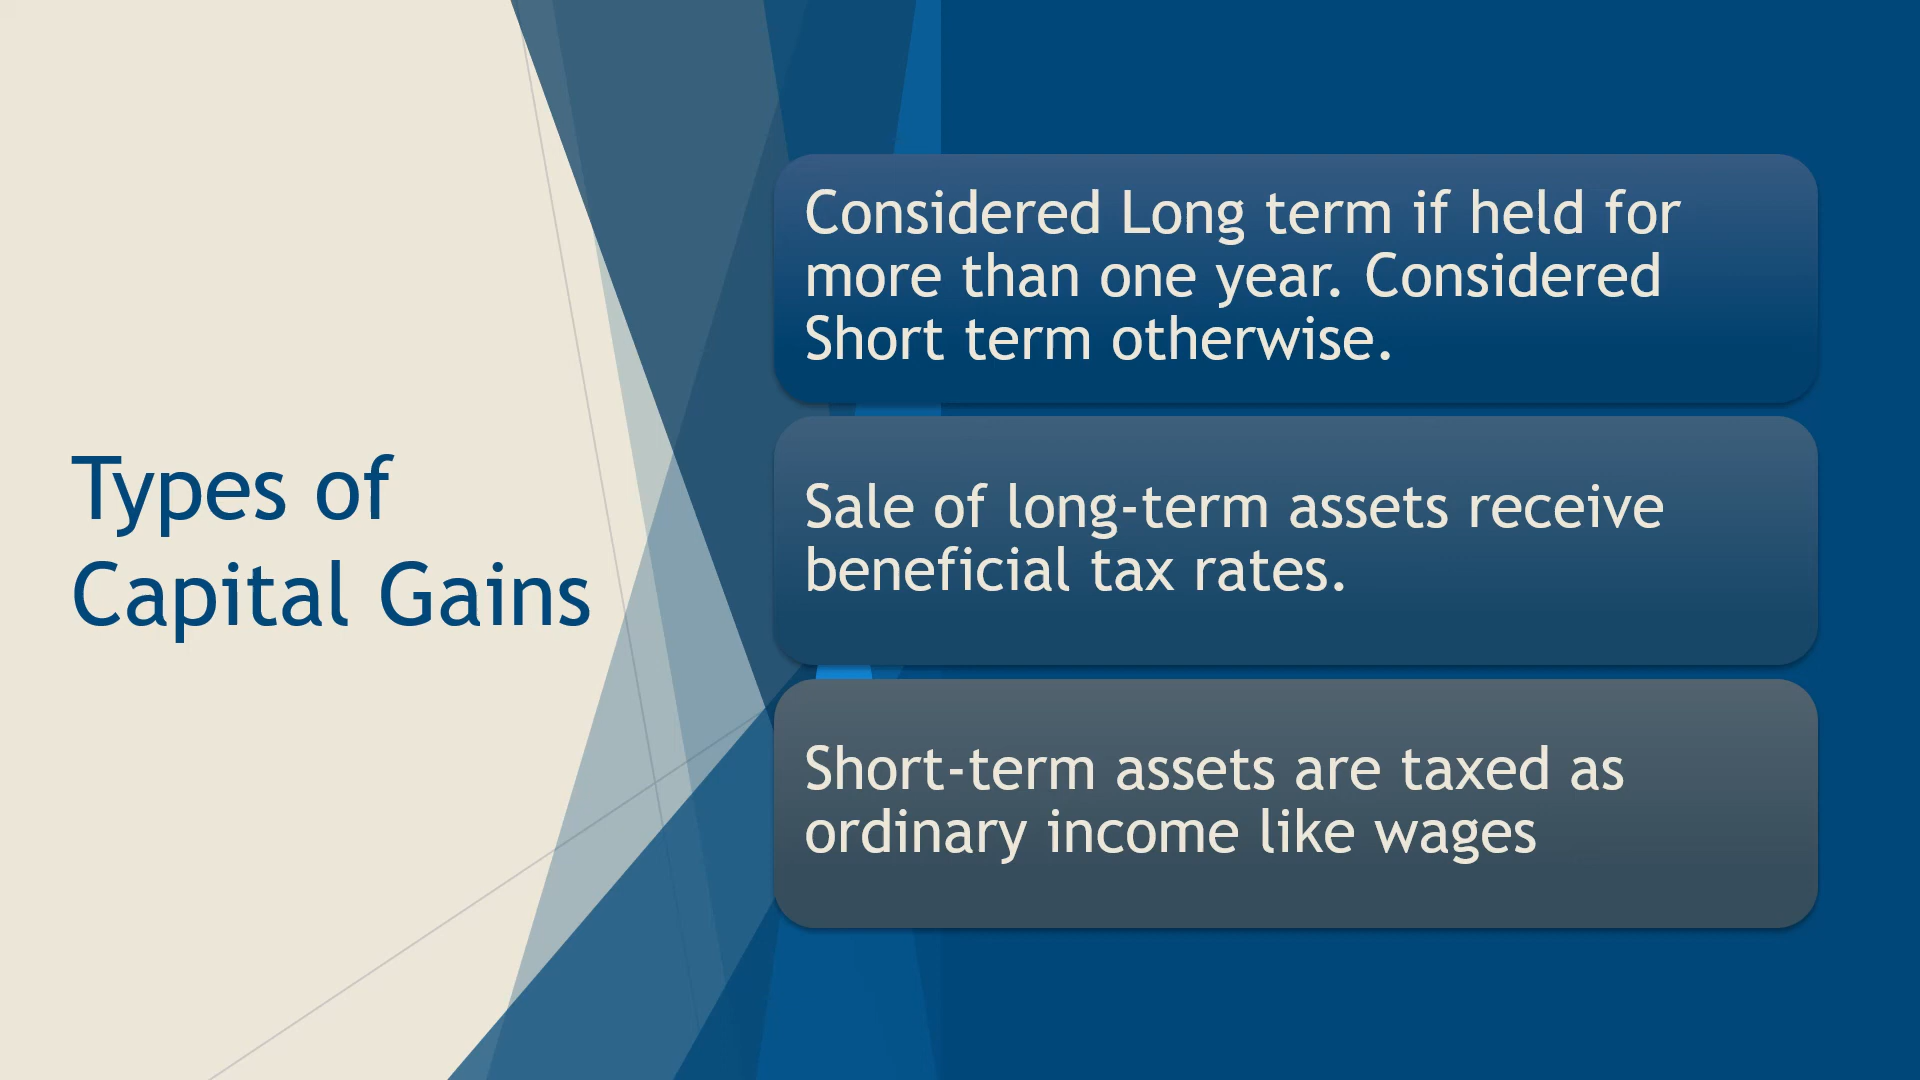 Types of
Capital Gains
Considered Long term if held for
more than one year. Considered
Short term otherwise.
Sale of long-term assets receive
beneficial tax rates.
Short-term assets are taxed as
ordinary income like wages